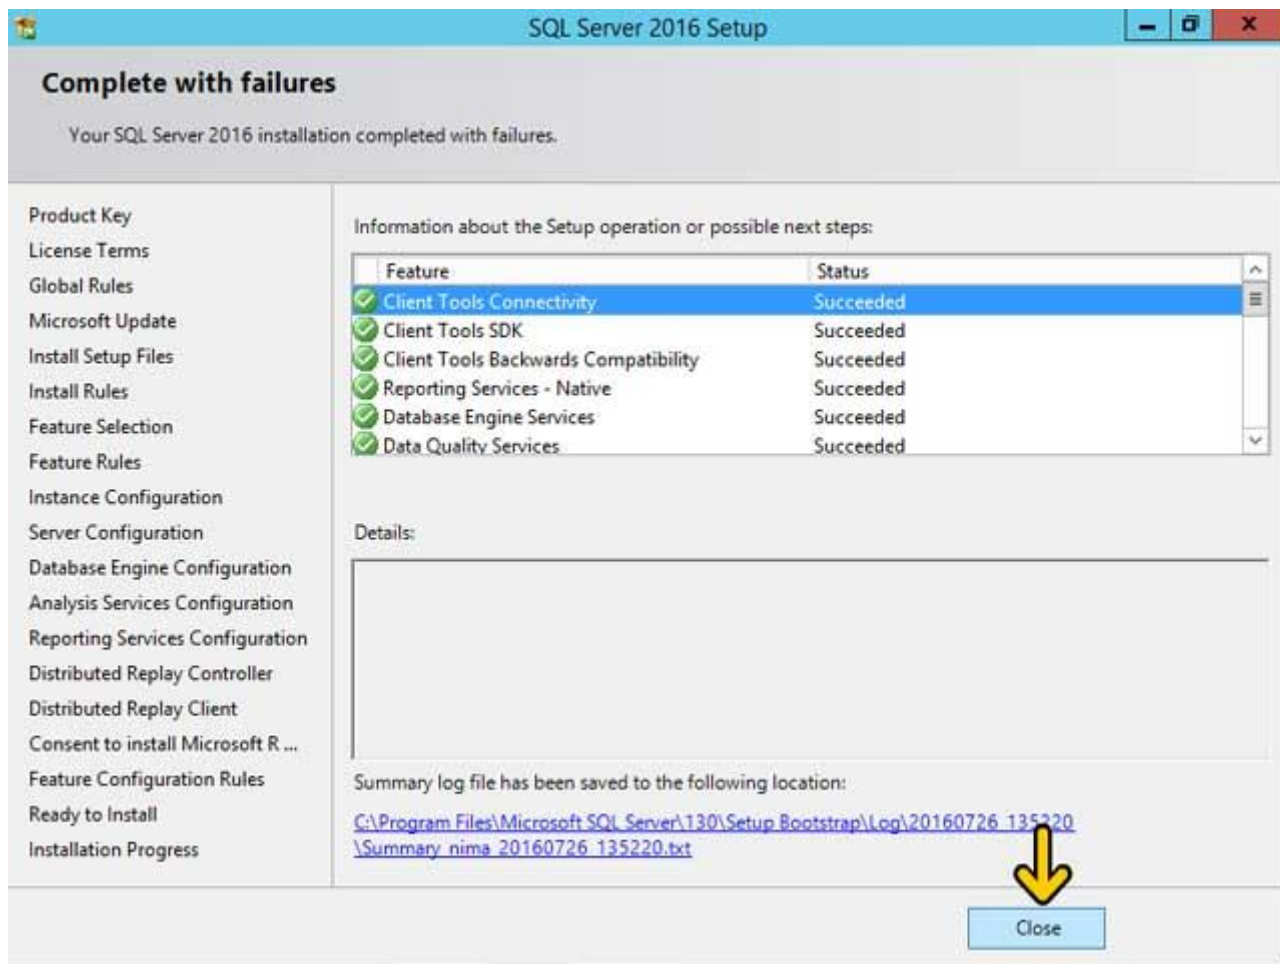 SQL Server 2016 Setup
Complete with failures
Your SQL Server 2016 installation completed with failures.
Product Key
License Terms
Global Rules
Microsoft Update
Install Setup Files
Install Rules
Feature Selection
Feature Rules
Instance Configuration
Server Configuration
Database Engine Configuration
Analysis Services Configuration
Reporting Services Configuration
Distributed Replay Controller
Distributed Replay Client
Consent to install Microsoft R ...
Feature Configuration Rules
Ready to Install
Installation Progress
Information about the Setup operation or possible next steps:
Feature Status
Client Tools Connectivity Succeeded
Client Tools SDK Succeeded
Client Tools Backwards Compatibility Succeeded
Reporting Services - Native Succeeded
Database Engine Services Succeeded
Data Quality Services Succeeded
Details:
Summary log file has been saved to the following location:
C:\Program Files\Microsoft SQL Server\130\Setup Bootstrap\Log\20160726_135220
\Summary_nima_20160726_135220.txt
Close